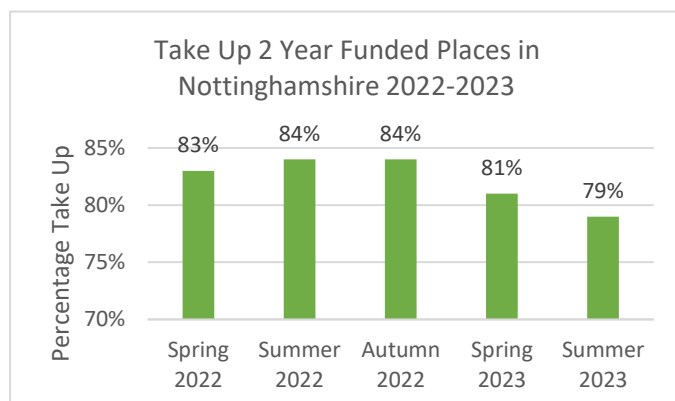 Take Up 2 Year Funded Places in
Nottinghamshire 2022-2023
Percentage Take Up
85%
80%
75%
70%
83%
84%
84%
81%
79%
Spring
2022
Summer
2022
Autumn
2022
Spring
2023
Summer
2023